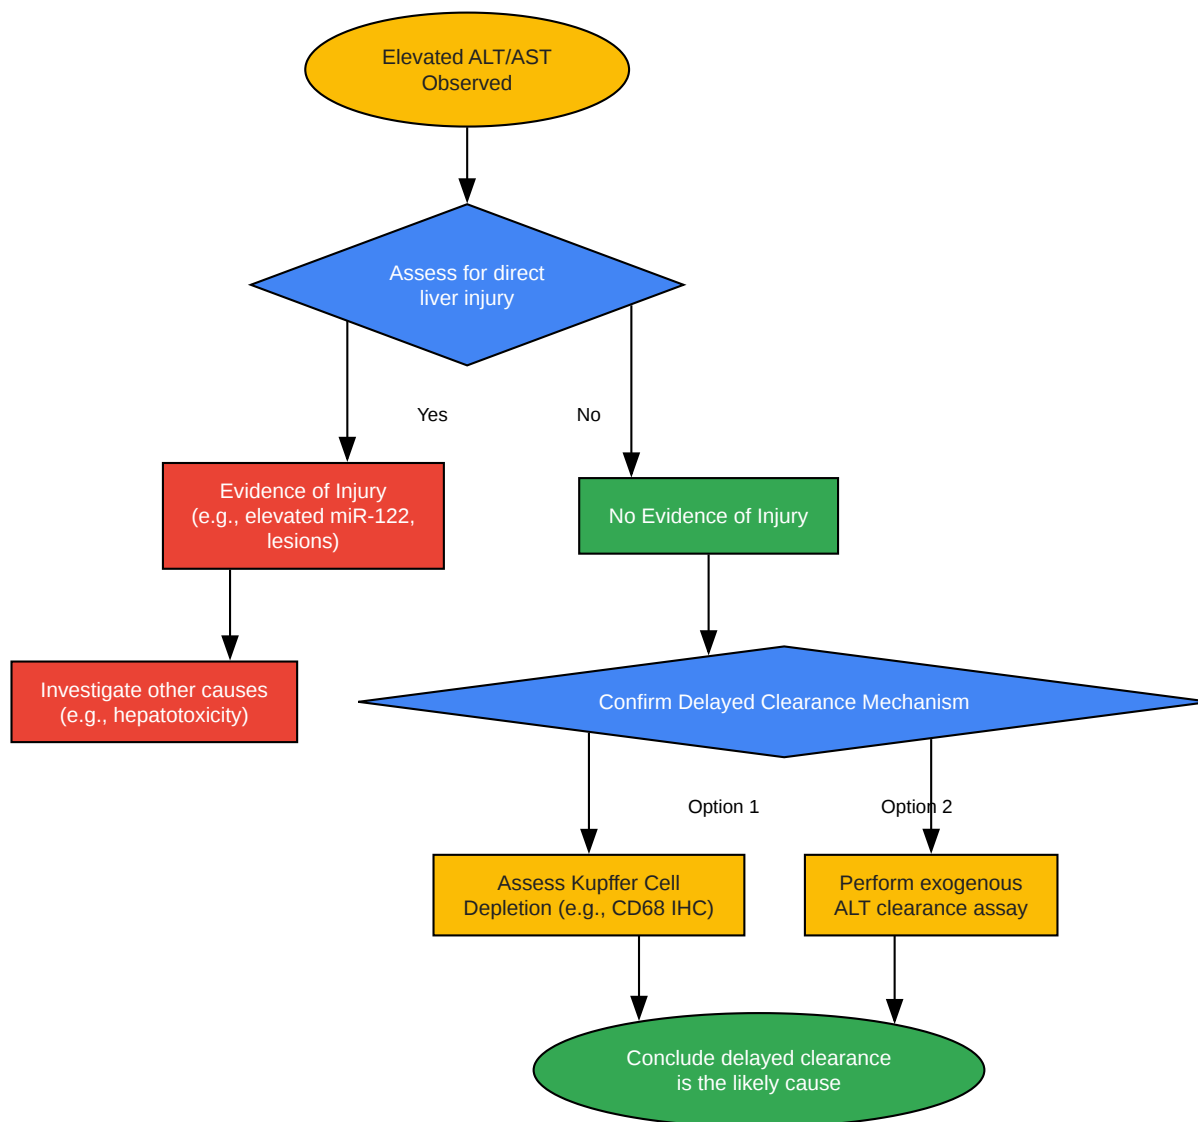 Elevated ALT/AST
Observed
Assess for direct
liver injury
Yes
No
Evidence of Injury
(e.g., elevated miR-122,
lesions)
No Evidence of Injury
Investigate other causes
(e.g., hepatotoxicity)
Confirm Delayed Clearance Mechanism
Option 1
Option 2
Assess Kupffer Cell
Depletion (e.g., CD68 IHC)
Perform exogenous
ALT clearance assay
Conclude delayed clearance
is the likely cause